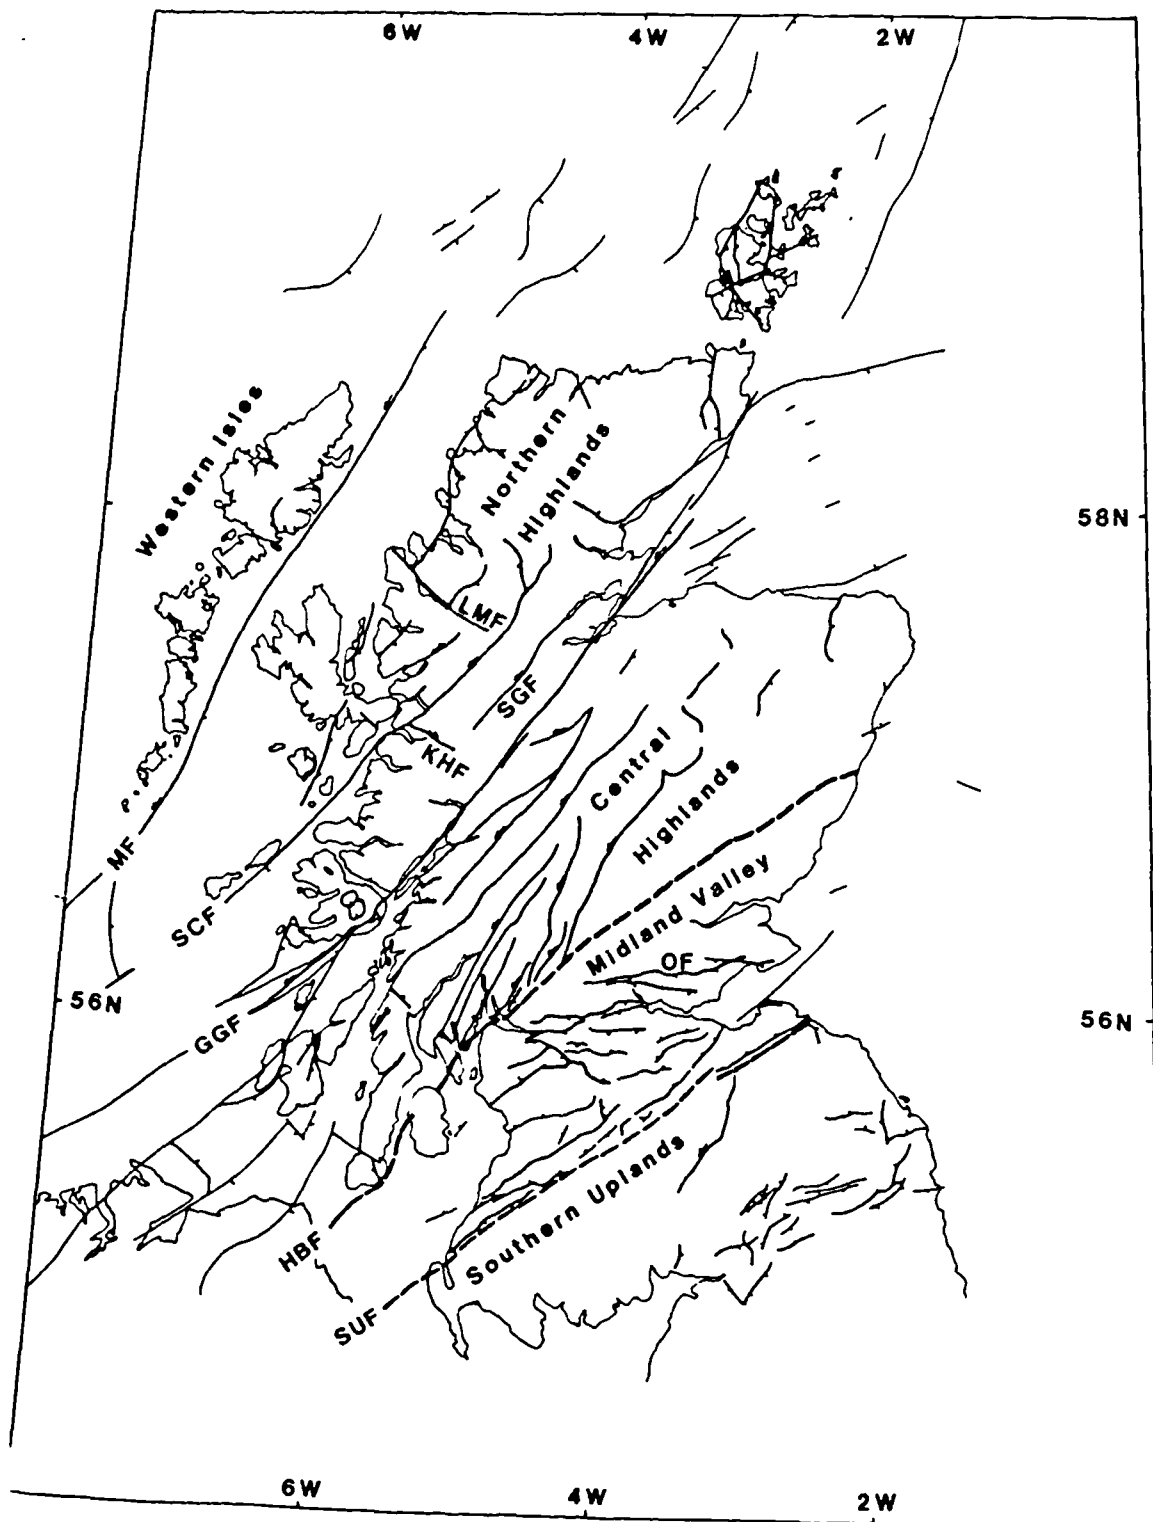 6W
4W
2W
Western Isles
Northern
Highlands
58N
LMF
SGF
KHF
Central
Highlands
MF
Midland Valley
SCF
OF
56N
56N
GGF
Southern Uplands
HBF
SUF
6W
4W
2W